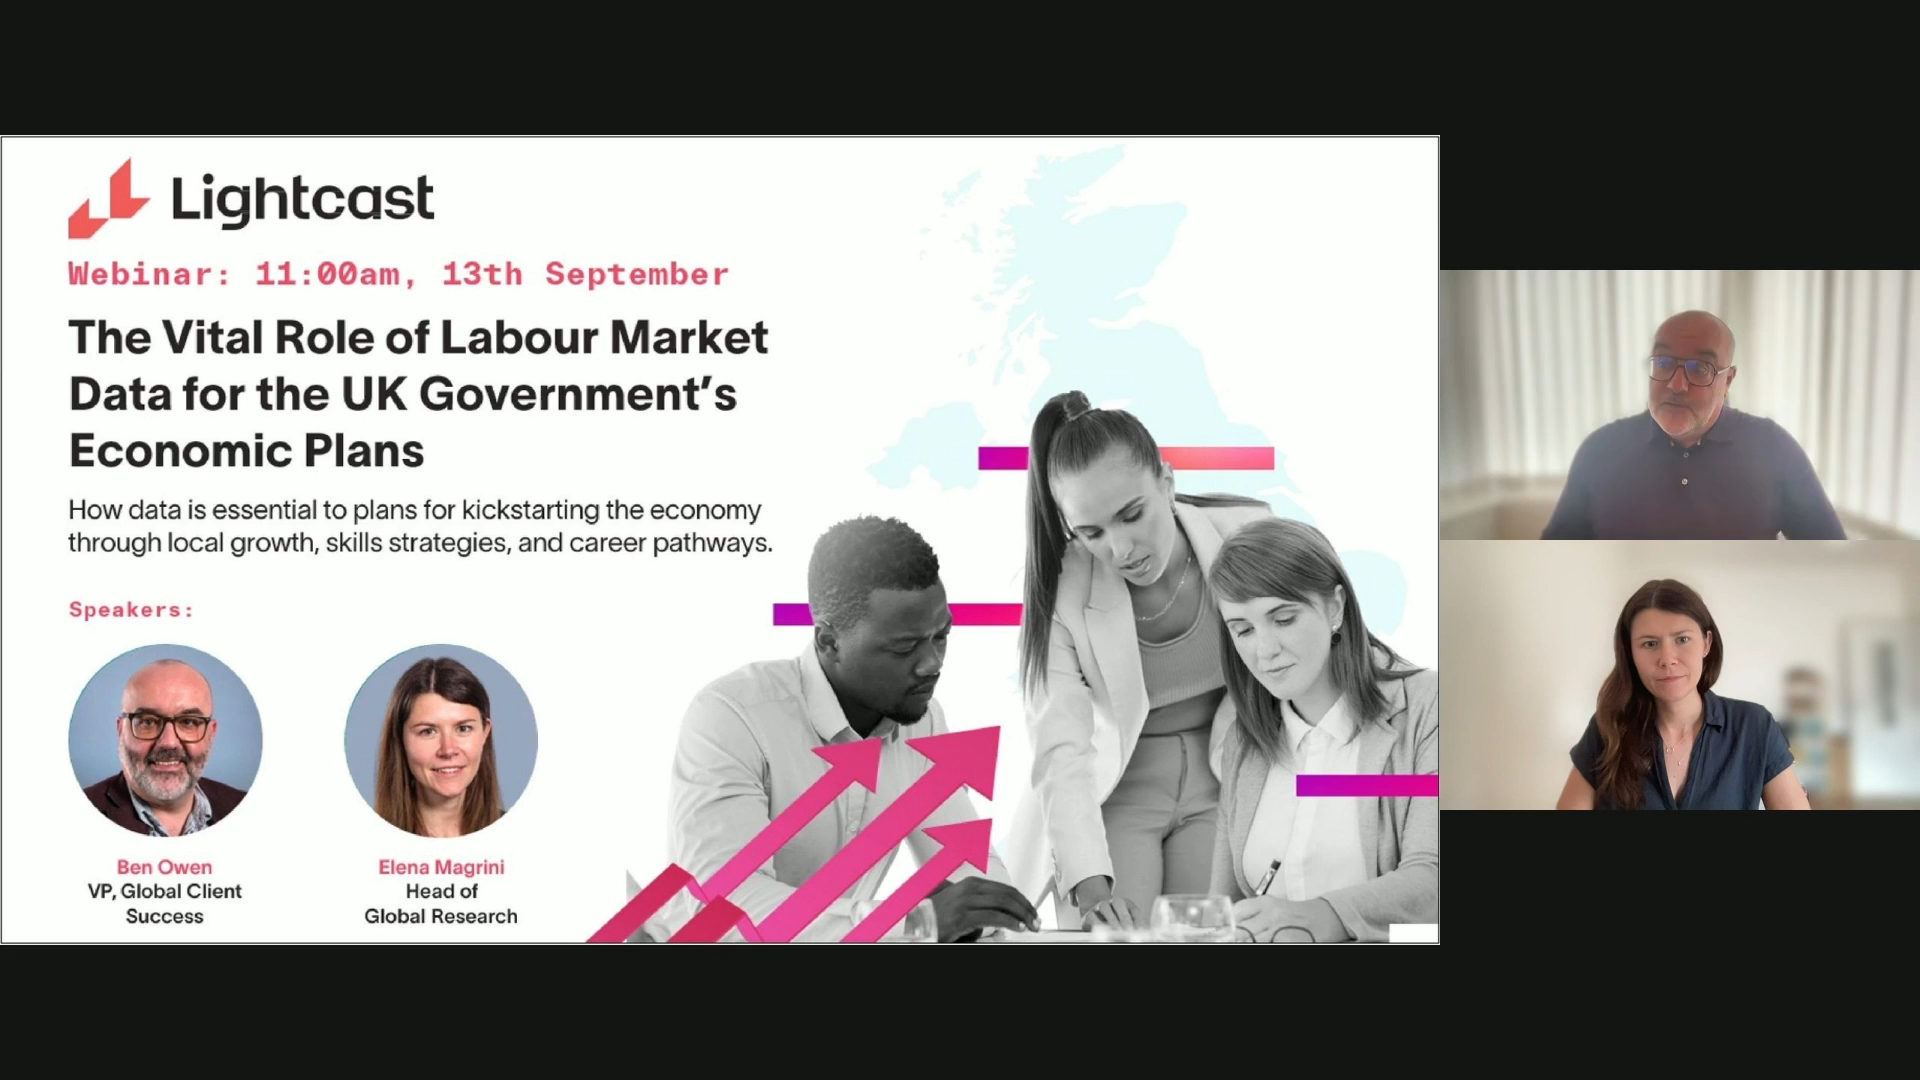 Lightcast
Webinar: 11:00am, 13th September
The Vital Role of Labour Market
Data for the UK Government's
Economic Plans
How data is essential to plans for kickstarting the economy
through local growth, skills strategies, and career pathways.
Speakers:
Ben Owen
VP, Global Client
Success
Elena Magrini
Head of
Global Research